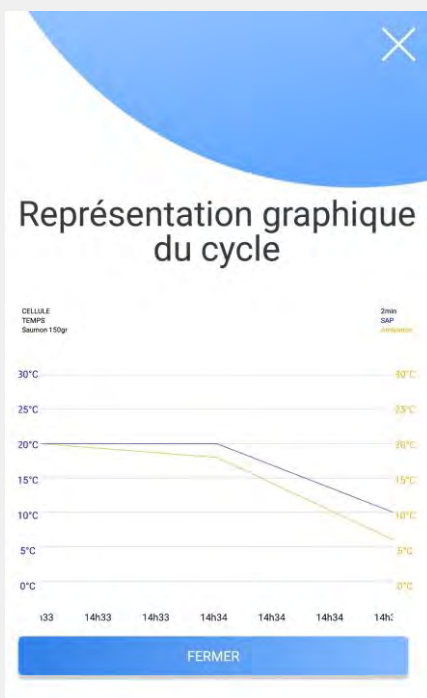 Représentation graphique
du cycle
CELLULE
TEMPS
Saumon 150gr
2min
SAP
Ambiance
30°C
30°C
25°C
25°C
20°C
20°C
15°C
15°C
10°C
10°C
5°C
5°C
0°C
0°C
14h33
14h33
14h34
14h34
14h34
FERMER